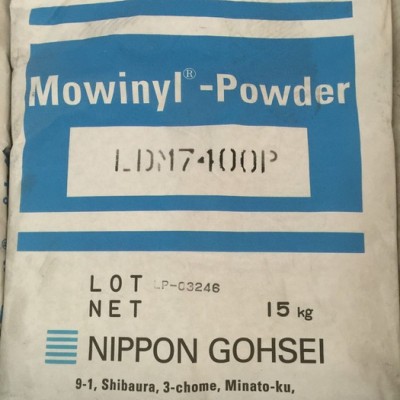 Mowinyl®-Powder
LDM7400P
LOT LP-03246
NET 15 kg
NIPPON GOHSEI
9-1, Shibaura, 3-chome, Minato-ku,